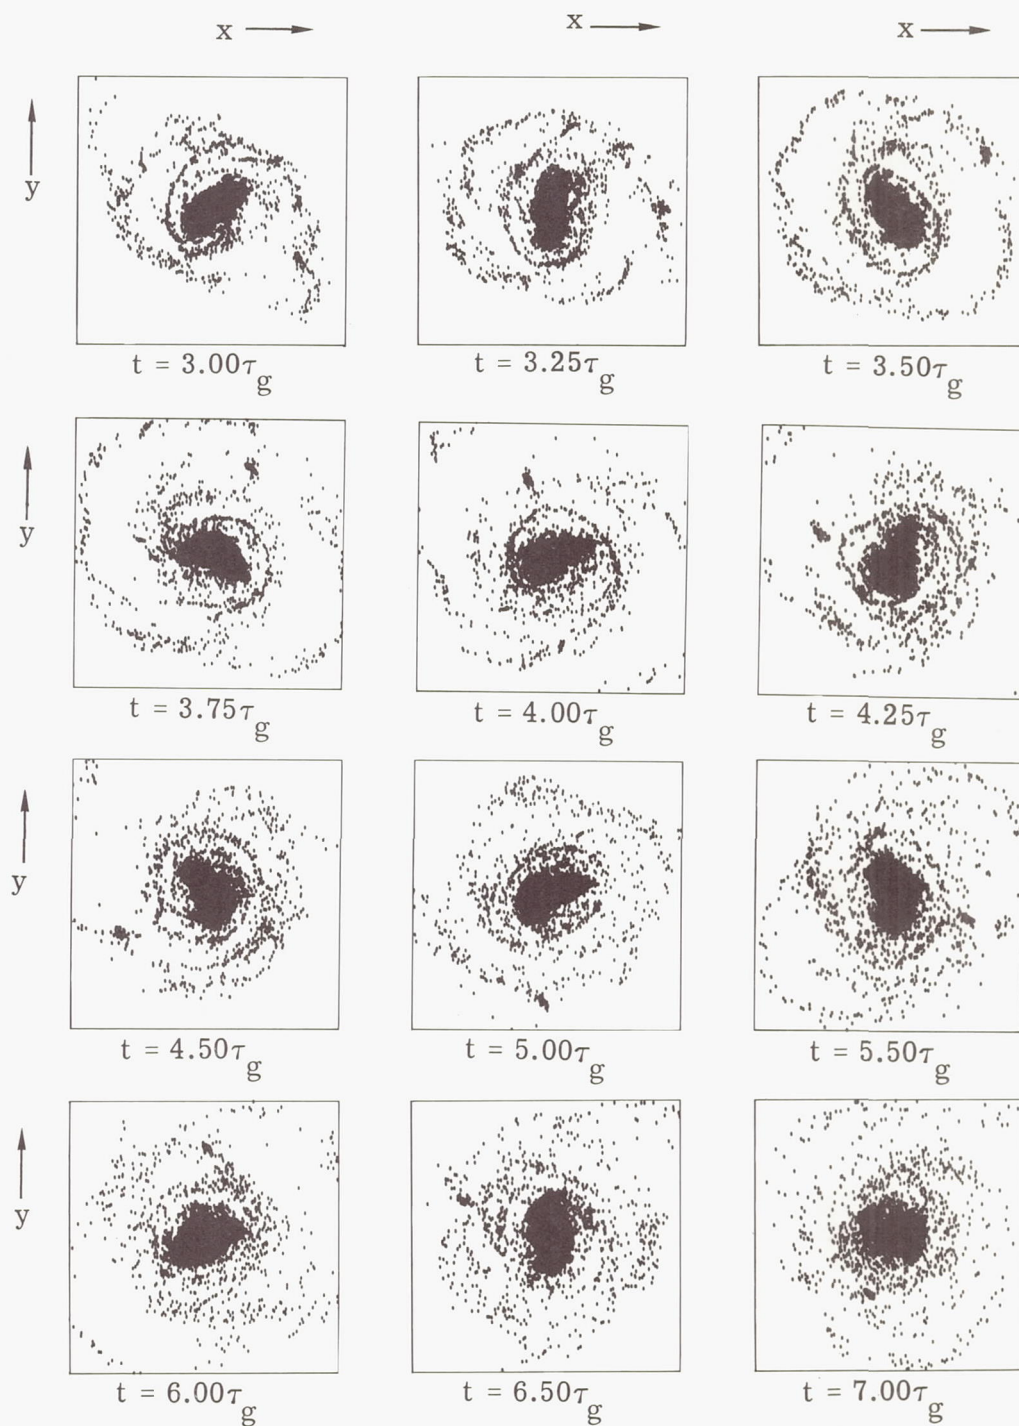 x x x
y
t = 3.00τg t = 3.25τg t = 3.50τg
y
t = 3.75τg t = 4.00τg t = 4.25τg
y
t = 4.50τg t = 5.00τg t = 5.50τg
y
t = 6.00τg t = 6.50τg t = 7.00τg